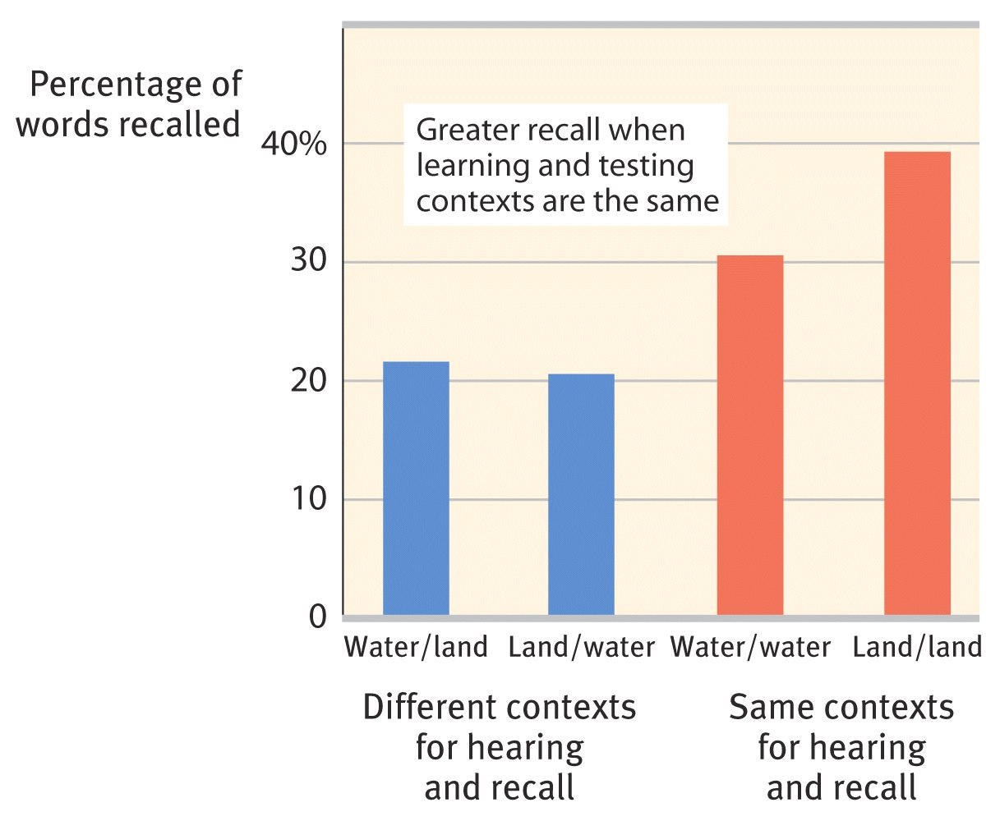 Percentage of
words recalled
40%
30
20
10
0
Greater recall when
learning and testing
contexts are the same
Water/land
Land/water
Water/water
Land/land
Different contexts
for hearing
and recall
Same contexts
for hearing
and recall